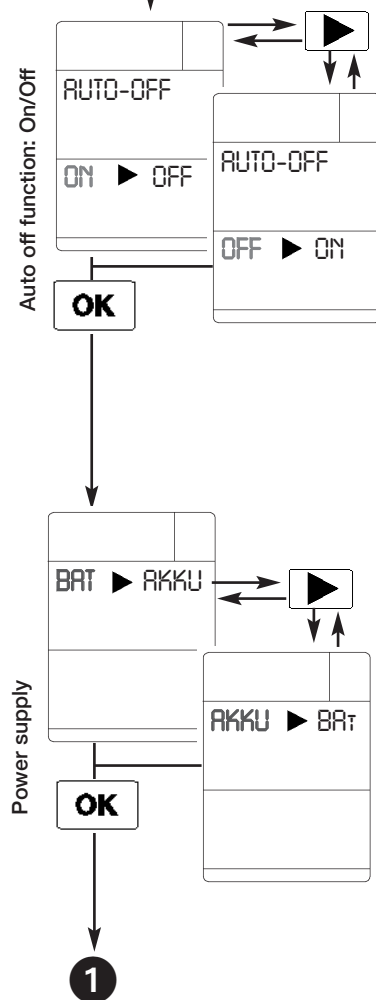 Auto off function: On/Off
AUTO-OFF
ON ▶ OFF
AUTO-OFF
OFF ▶ ON
OK
Power supply
BAT ▶ AKKU
AKKU ▶ BAT
OK
1